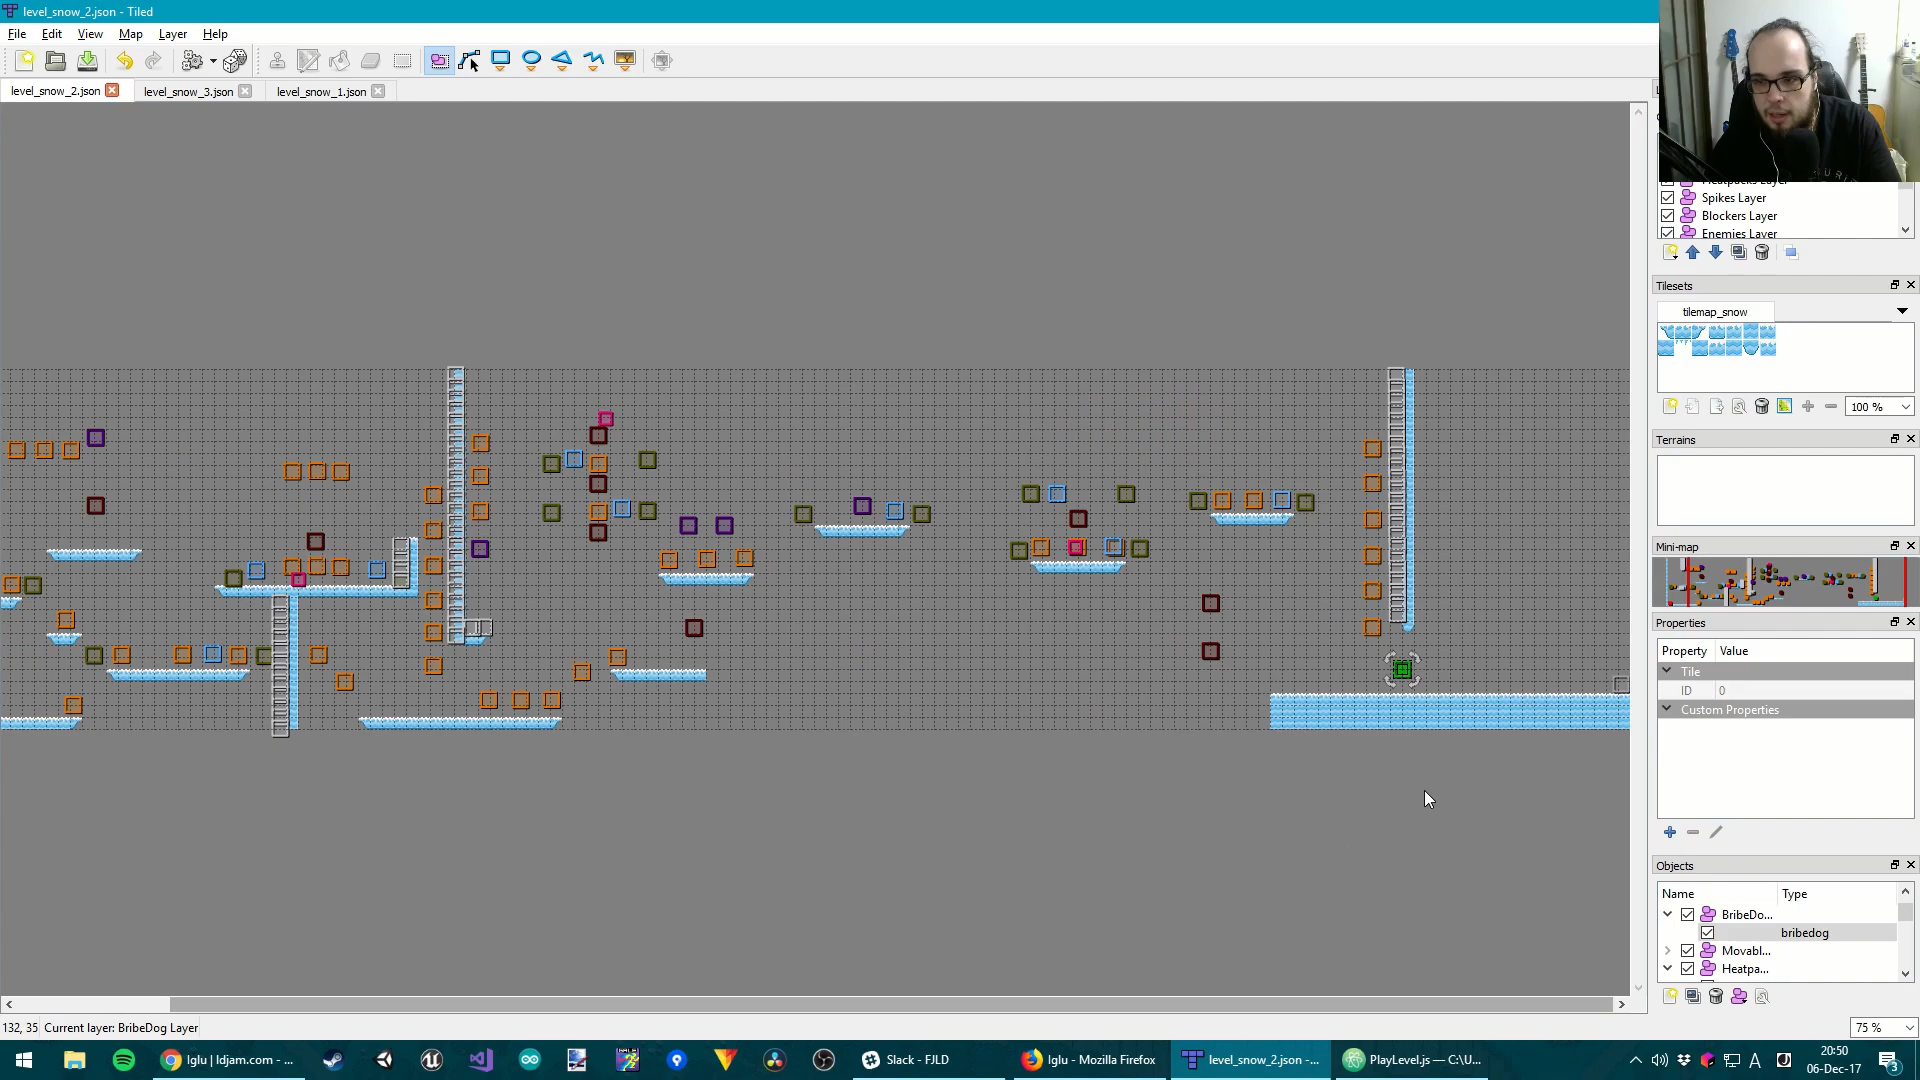 level_snow_2.json - Tiled
File Edit View Map Layer Help
level_snow_2.json level_snow_3.json level_snow_1.json
Spikes Layer
Blockers Layer
Enemies Layer
Tilesets
tilemap_snow
100 %
Terrains
Mini-map
Properties
Property Value
Tile
ID 0
Custom Properties
Objects
Name Type
BribeDo...
bribedog
Movabl...
Heatpa...
132, 35 Current layer: BribeDog Layer
75 %
Iglu | ldjam.com - ...
Slack - FJLD
Iglu - Mozilla Firefox
level_snow_2.json -...
PlayLevel.js — C:\U...
20:50
06-Dec-17
3